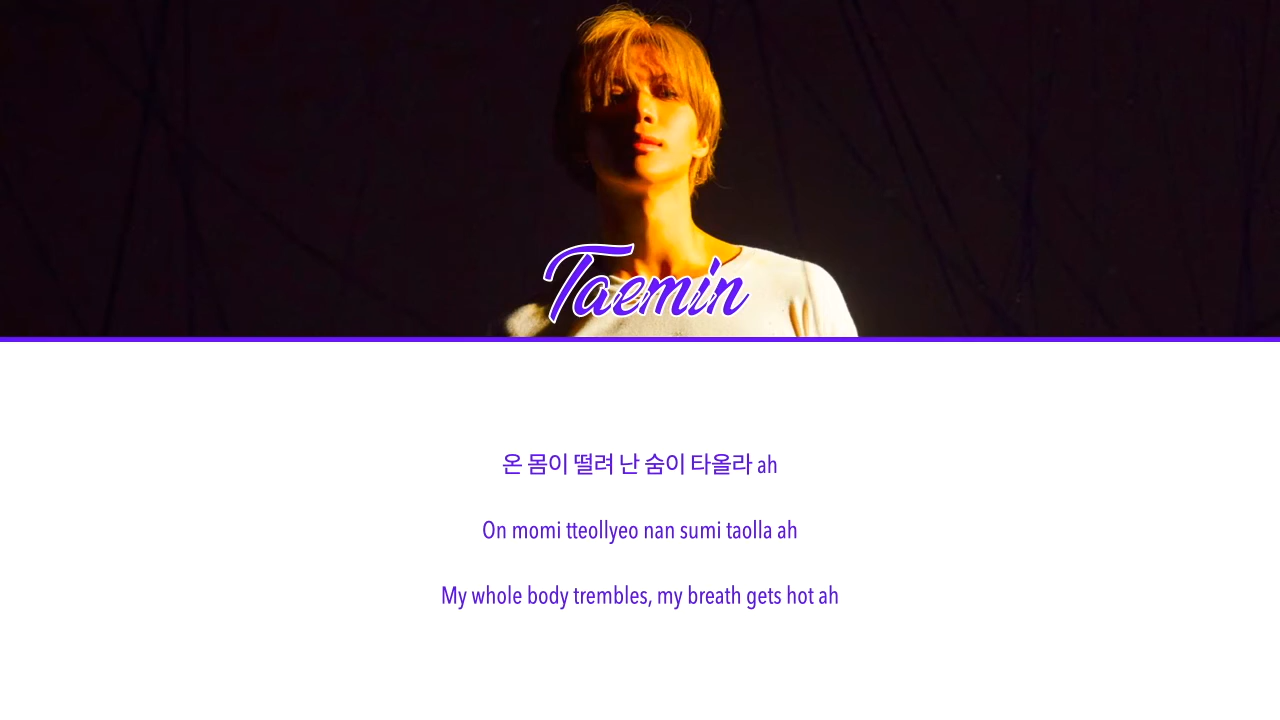 Taemin
온 몸이 떨려 난 숨이 타올라 ah
On momi tteollyeo nan sumi taolla ah
My whole body trembles, my breath gets hot ah